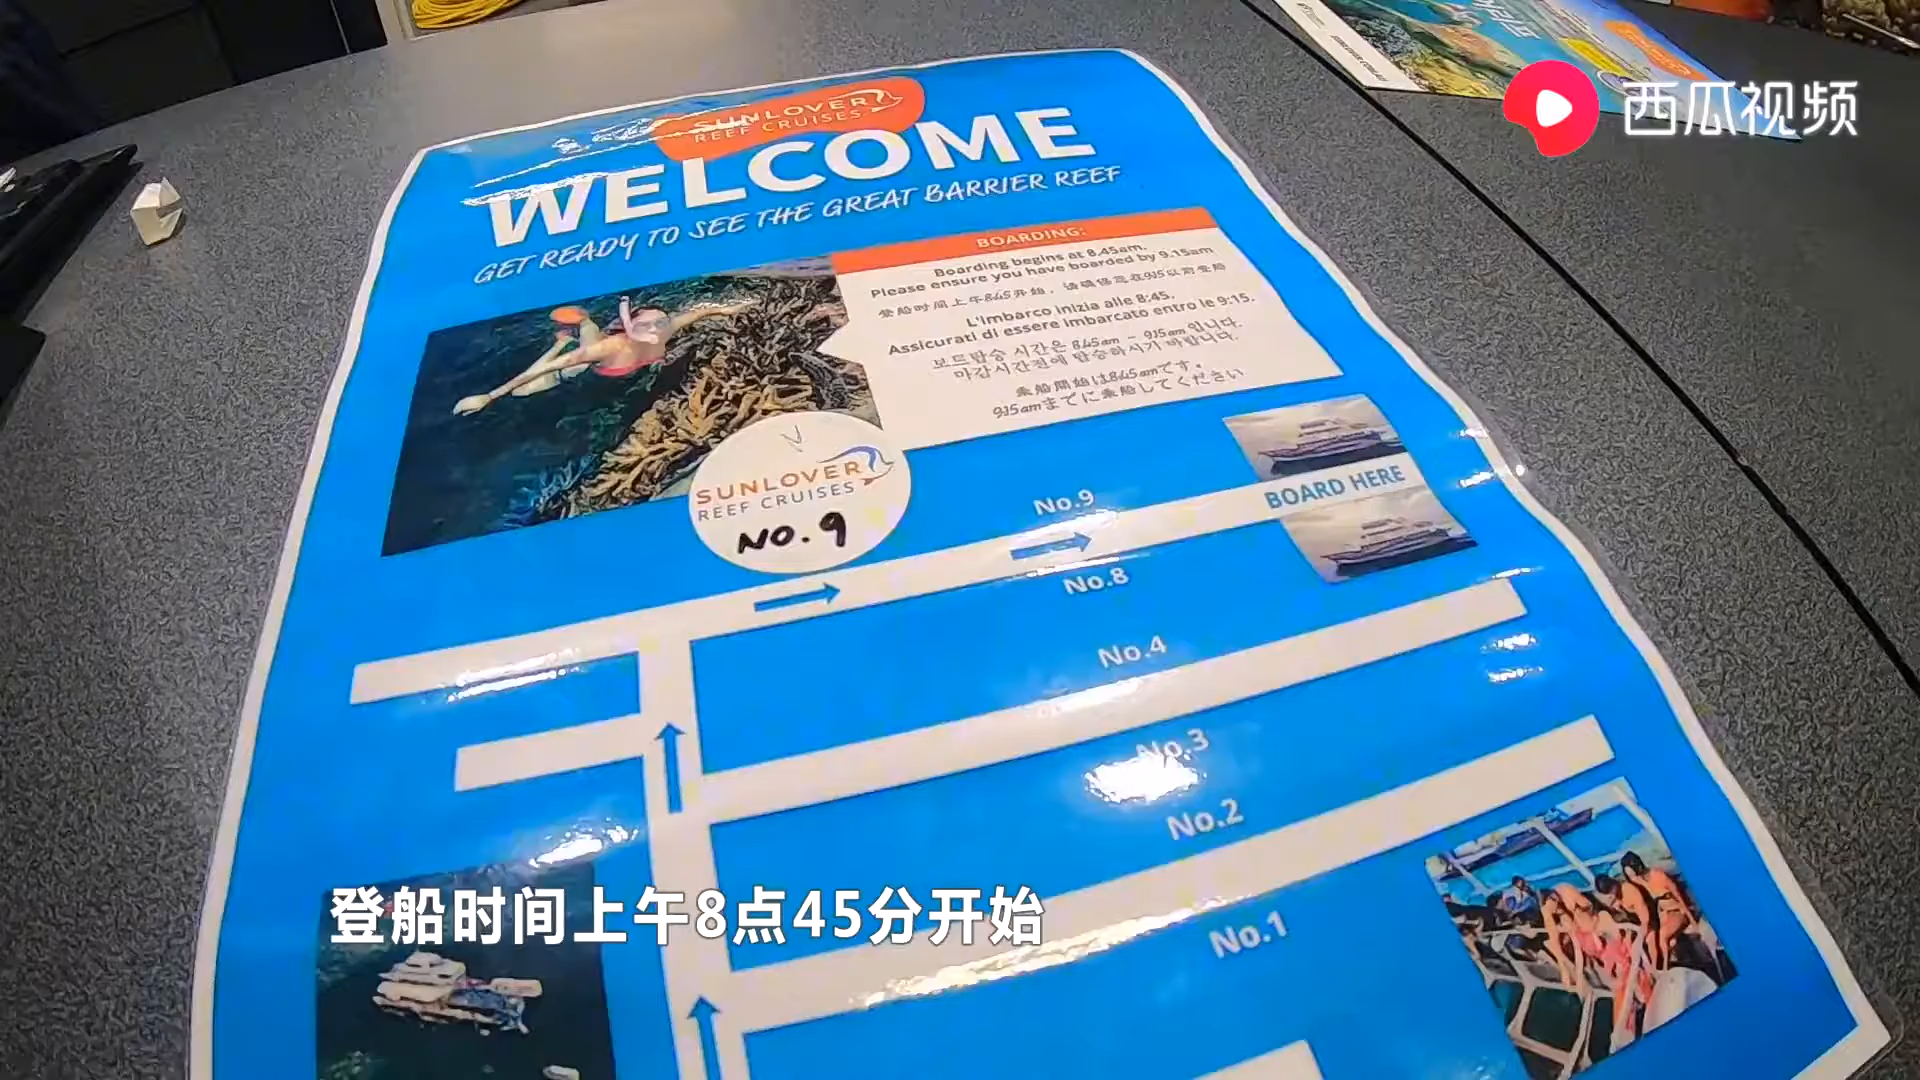 西瓜视频
SUNLOVER
REEF CRUISES
WELCOME
GET READY TO SEE THE GREAT BARRIER REEF
BOARDING:
Boarding begins at 8.45am.
Please ensure you have boarded by 9.15am
登船时间上午8.45开始，请确保您在9.15以前登船
L'imbarco inizia alle 8:45.
Assicurati di essere imbarcato entro le 9:15.
보트탑승 시간은 8.45am - 9.15am 입니다.
마감시간전에 탑승하시기 바랍니다.
乗船開始は8.45amです。
9.15amまでに乗船してください
SUNLOVER
REEF CRUISES
NO. 9
No.9
BOARD HERE
No.8
No.4
No.3
No.2
No.1
登船时间上午8点45分开始